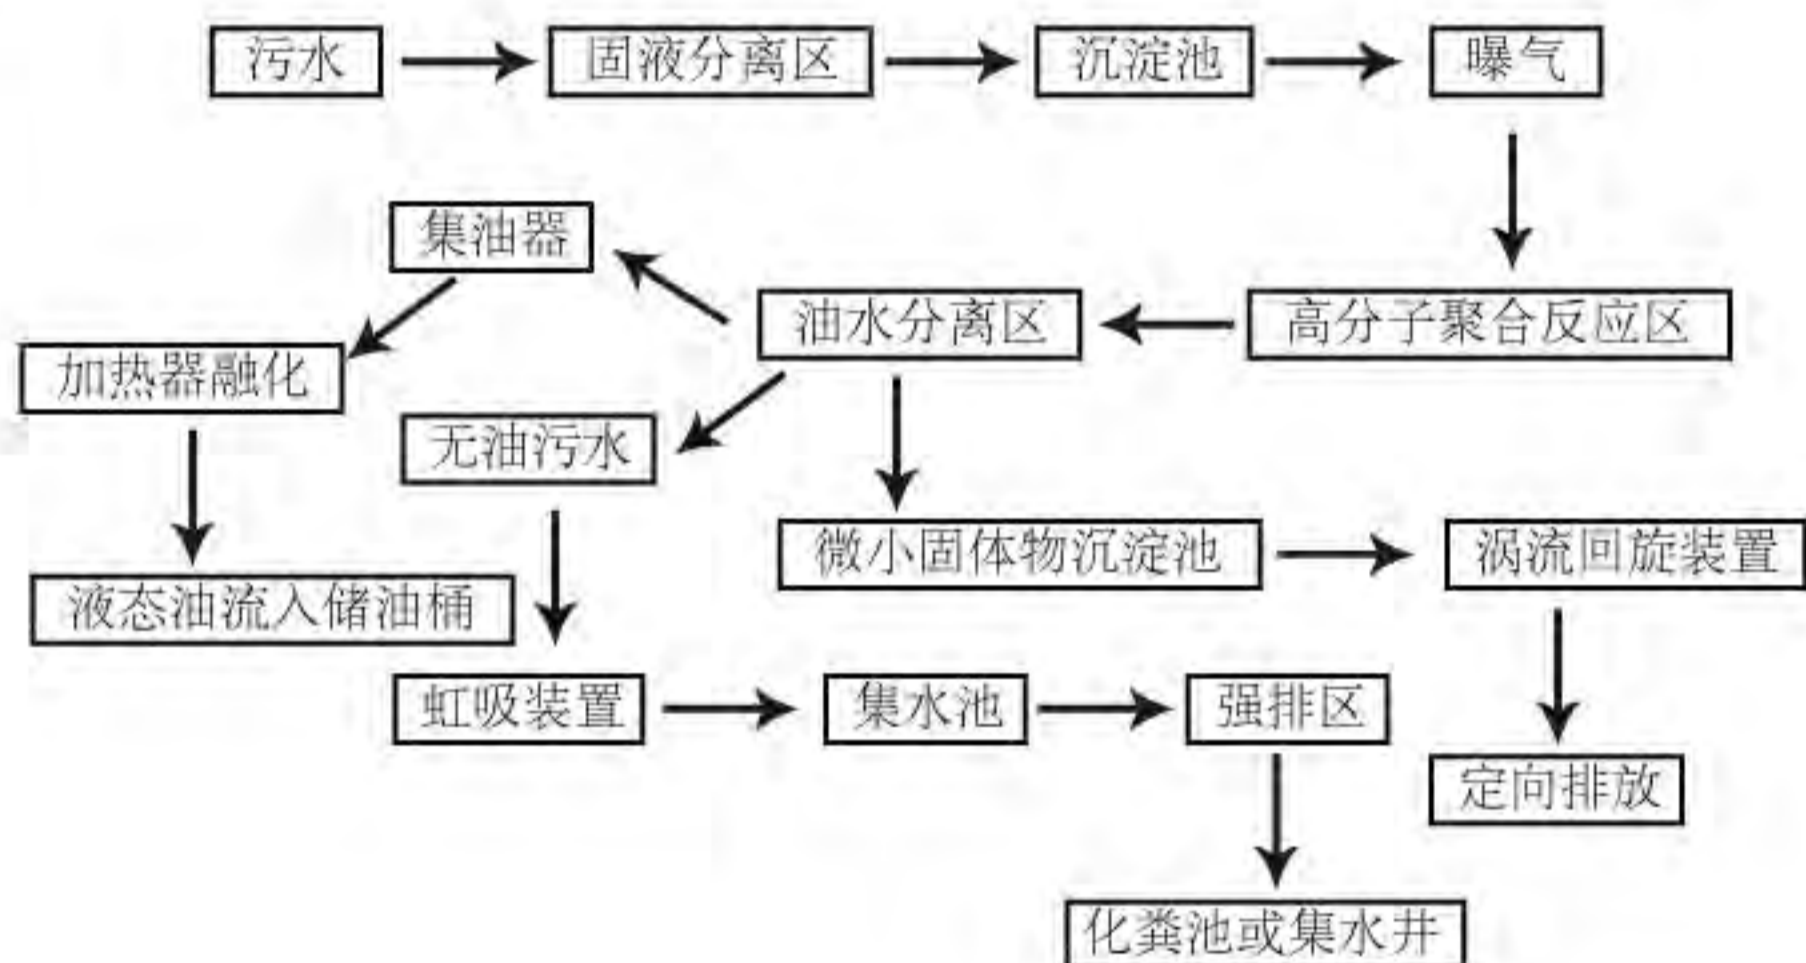 污水
固液分离区
沉淀池
曝气
集油器
油水分离区
高分子聚合反应区
加热器融化
无油污水
微小固体物沉淀池
涡流回旋装置
液态油流入储油桶
虹吸装置
集水池
强排区
定向排放
化粪池或集水井